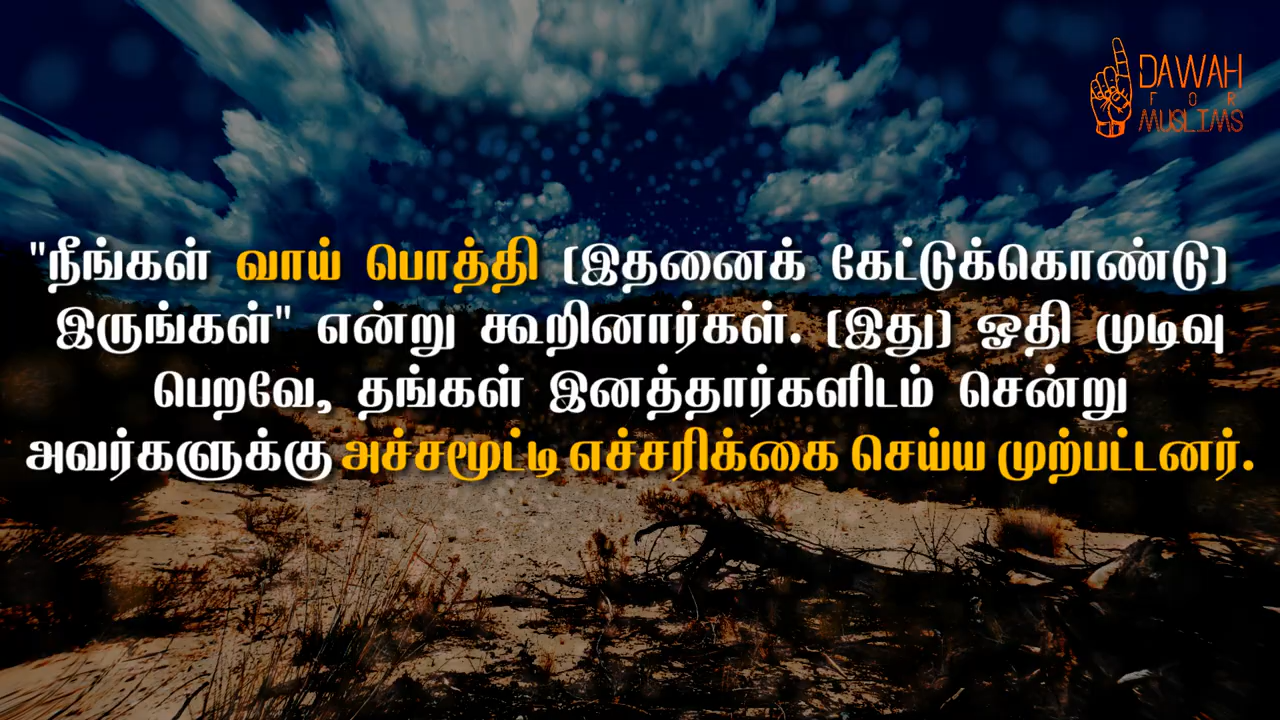 DAWAH
FOR
MUSLIMS
"நீங்கள் வாய் பொத்தி (இதனைக் கேட்டுக்கொண்டு)
இருங்கள்" என்று கூறினார்கள். (இது) ஓதி முடிவு
பெறவே, தங்கள் இனத்தார்களிடம் சென்று
அவர்களுக்கு அச்சமூட்டி எச்சரிக்கை செய்ய முற்பட்டனர்.